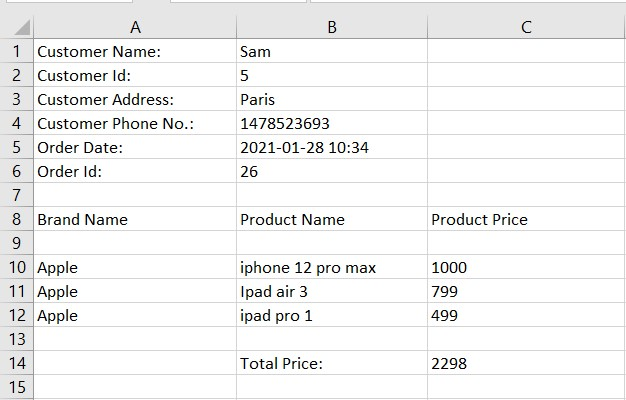 A B C
1 Customer Name: Sam
2 Customer Id: 5
3 Customer Address: Paris
4 Customer Phone No.: 1478523693
5 Order Date: 2021-01-28 10:34
6 Order Id: 26
7
8 Brand Name Product Name Product Price
9
10 Apple iphone 12 pro max 1000
11 Apple Ipad air 3 799
12 Apple ipad pro 1 499
13
14 Total Price: 2298
15